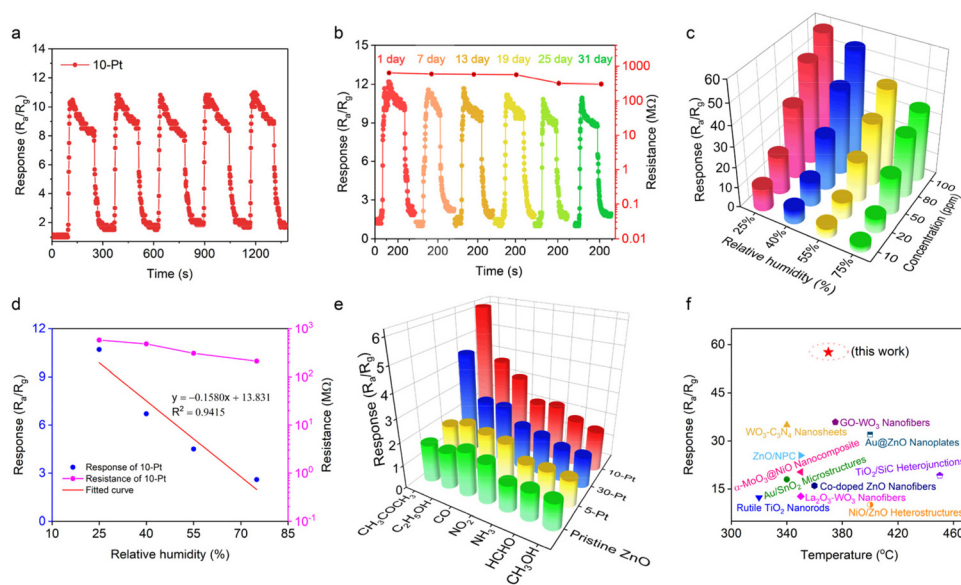 a
14
12
10
8
6
4
2
Response (Ra/Rg)
10-Pt
0
300
600
900
1200
Time (s)
b
15
12
9
6
3
0
Response (Ra/Rg)
1 day
7 day
13 day
19 day
25 day
31 day
1000
100
10
1
0.1
0.01
Resistance (MΩ)
0
200
200
200
200
200
200
Time (s)
c
60
50
40
30
20
10
0
Response (Ra/Rg)
25%
40%
55%
75%
Relative humidity (%)
100
80
50
20
10
Concentration (ppm)
d
12
9
6
3
0
Response (Ra/Rg)
y = −0.1580x + 13.831
R² = 0.9415
Response of 10-Pt
Resistance of 10-Pt
Fitted curve
10³
10²
10¹
10⁰
10⁻¹
Resistance (MΩ)
10
25
40
55
70
85
Relative humidity (%)
e
6
5
4
3
2
1
0
Response (Ra/Rg)
CH₃COCH₃
C₂H₅OH
CO
NO₂
NH₃
HCHO
CH₃OH
10-Pt
30-Pt
5-Pt
Pristine ZnO
f
60
45
30
15
Response (Ra/Rg)
(this work)
GO-WO₃ Nanofibers
WO₃-C₃N₄ Nanosheets
Au@ZnO Nanoplates
ZnO/NPC
α-MoO₃@NiO Nanocomposite
TiO₂/SiC Heterojunctions
Au/SnO₂ Microstructures
Co-doped ZnO Nanofibers
La₂O₃-WO₃ Nanofibers
Rutile TiO₂ Nanorods
NiO/ZnO Heterostructures
300
340
380
420
460
Temperature (°C)